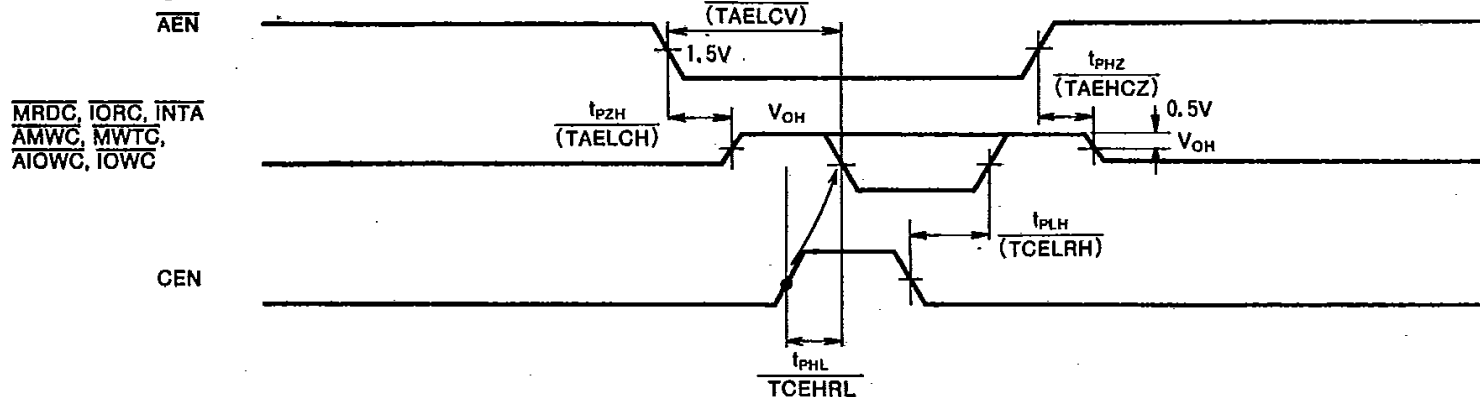 (TAELCV)
AEN
1.5V
tPHZ
(TAEHCZ)
MRDC, IORC, INTA
AMWC, MWTC,
AIOWC, IOWC
tPZH
(TAELCH)
VOH
0.5V
VOH
tPLH
(TCELRH)
CEN
tPHL
TCEHRL